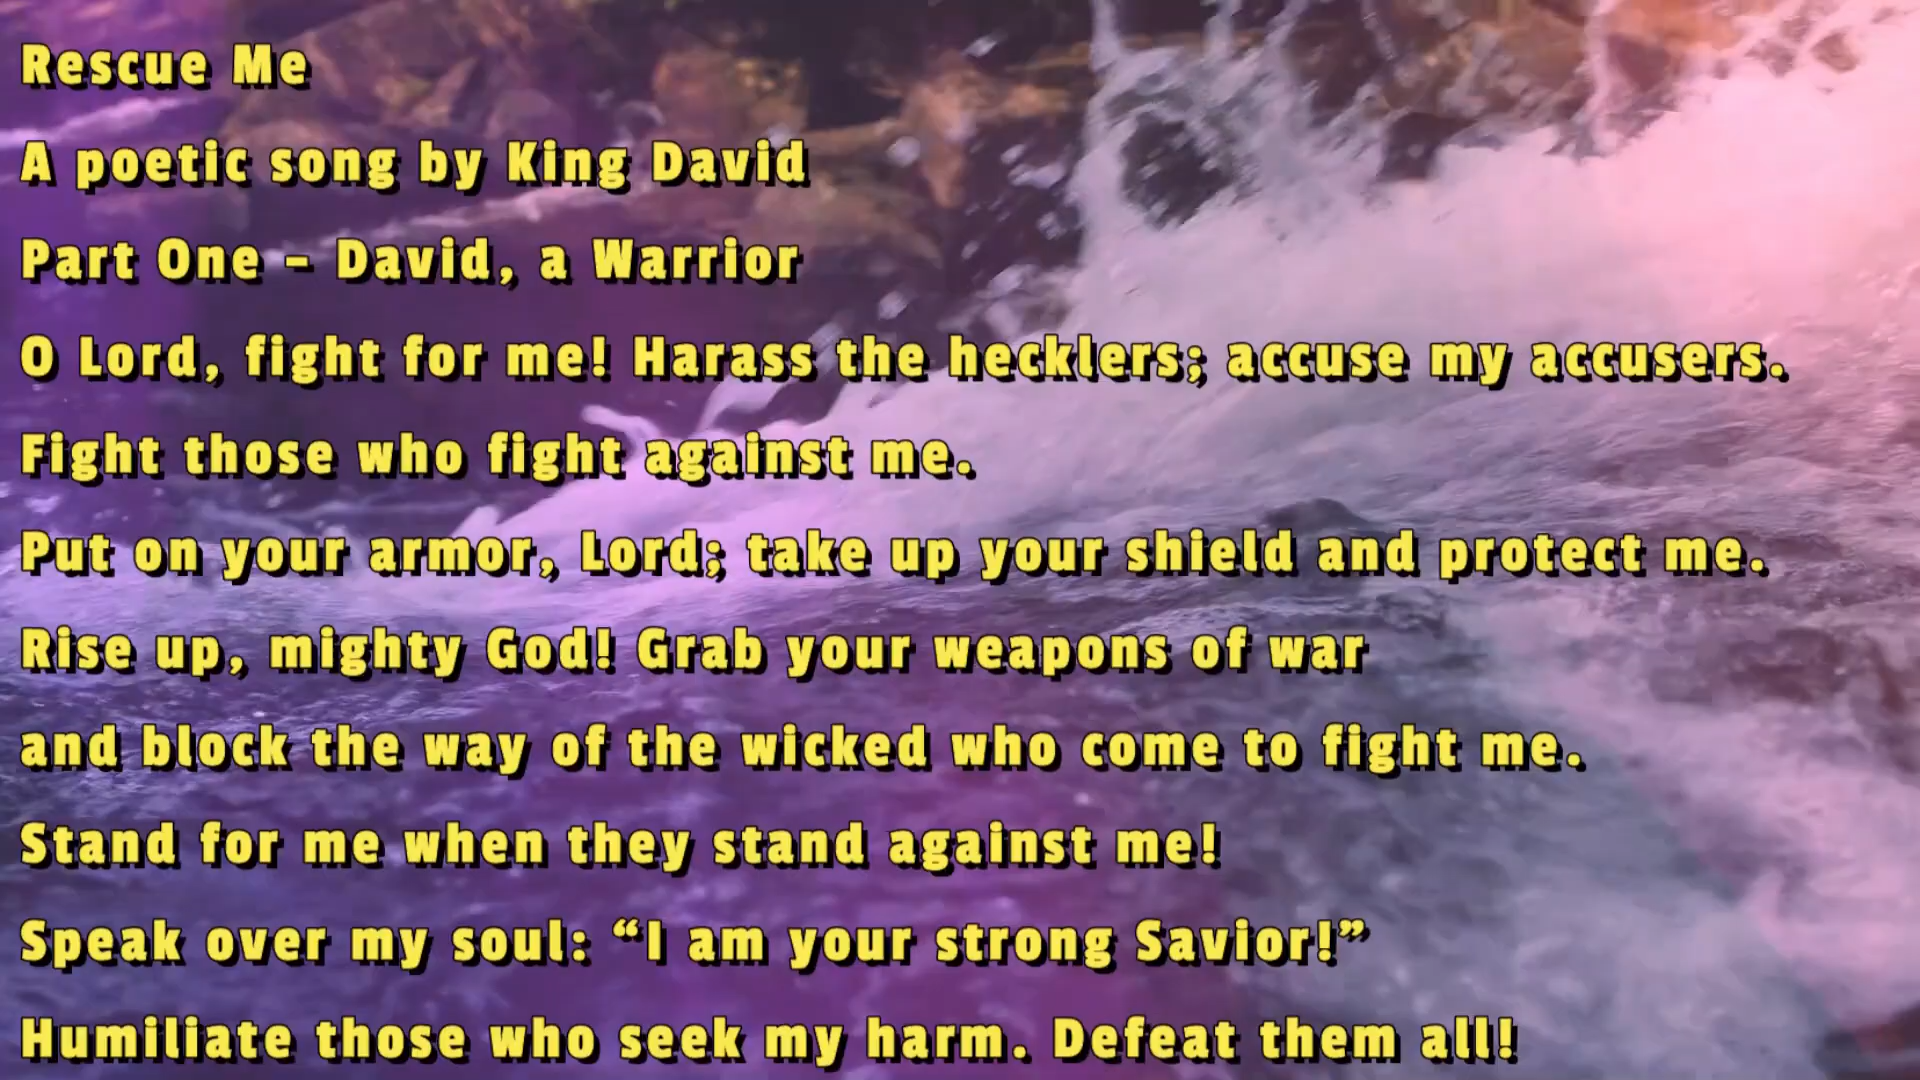 Rescue Me
A poetic song by King David
Part One – David, a Warrior
O Lord, fight for me! Harass the hecklers; accuse my accusers.
Fight those who fight against me.
Put on your armor, Lord; take up your shield and protect me.
Rise up, mighty God! Grab your weapons of war
and block the way of the wicked who come to fight me.
Stand for me when they stand against me!
Speak over my soul: “I am your strong Savior!”
Humiliate those who seek my harm. Defeat them all!